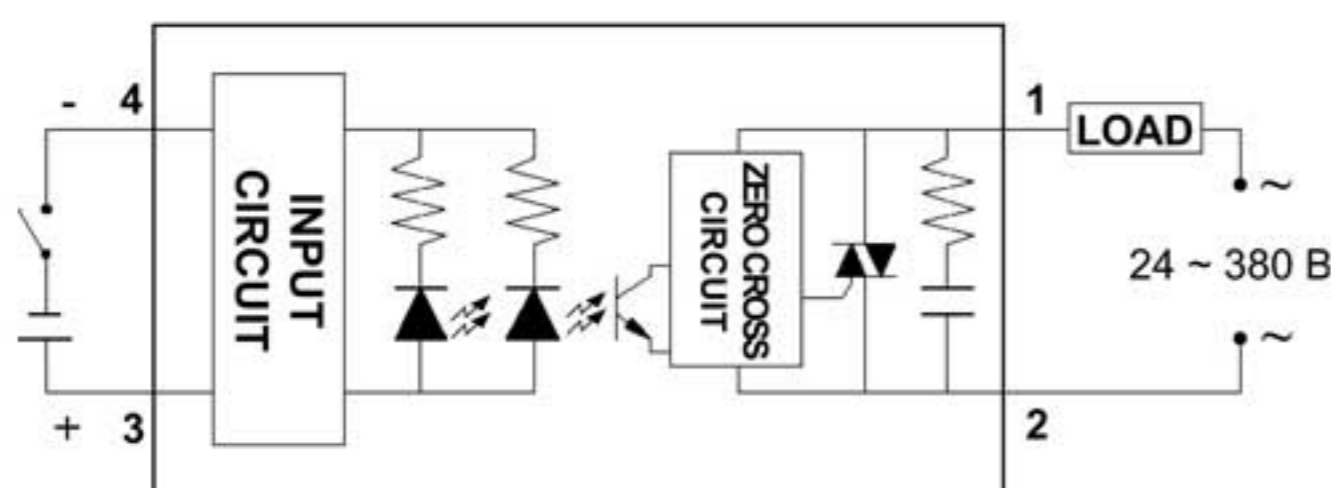 - 4
+ 3
INPUT
CIRCUIT
ZERO CROSS
CIRCUIT
1
LOAD
~
24 ~ 380 В
~
2